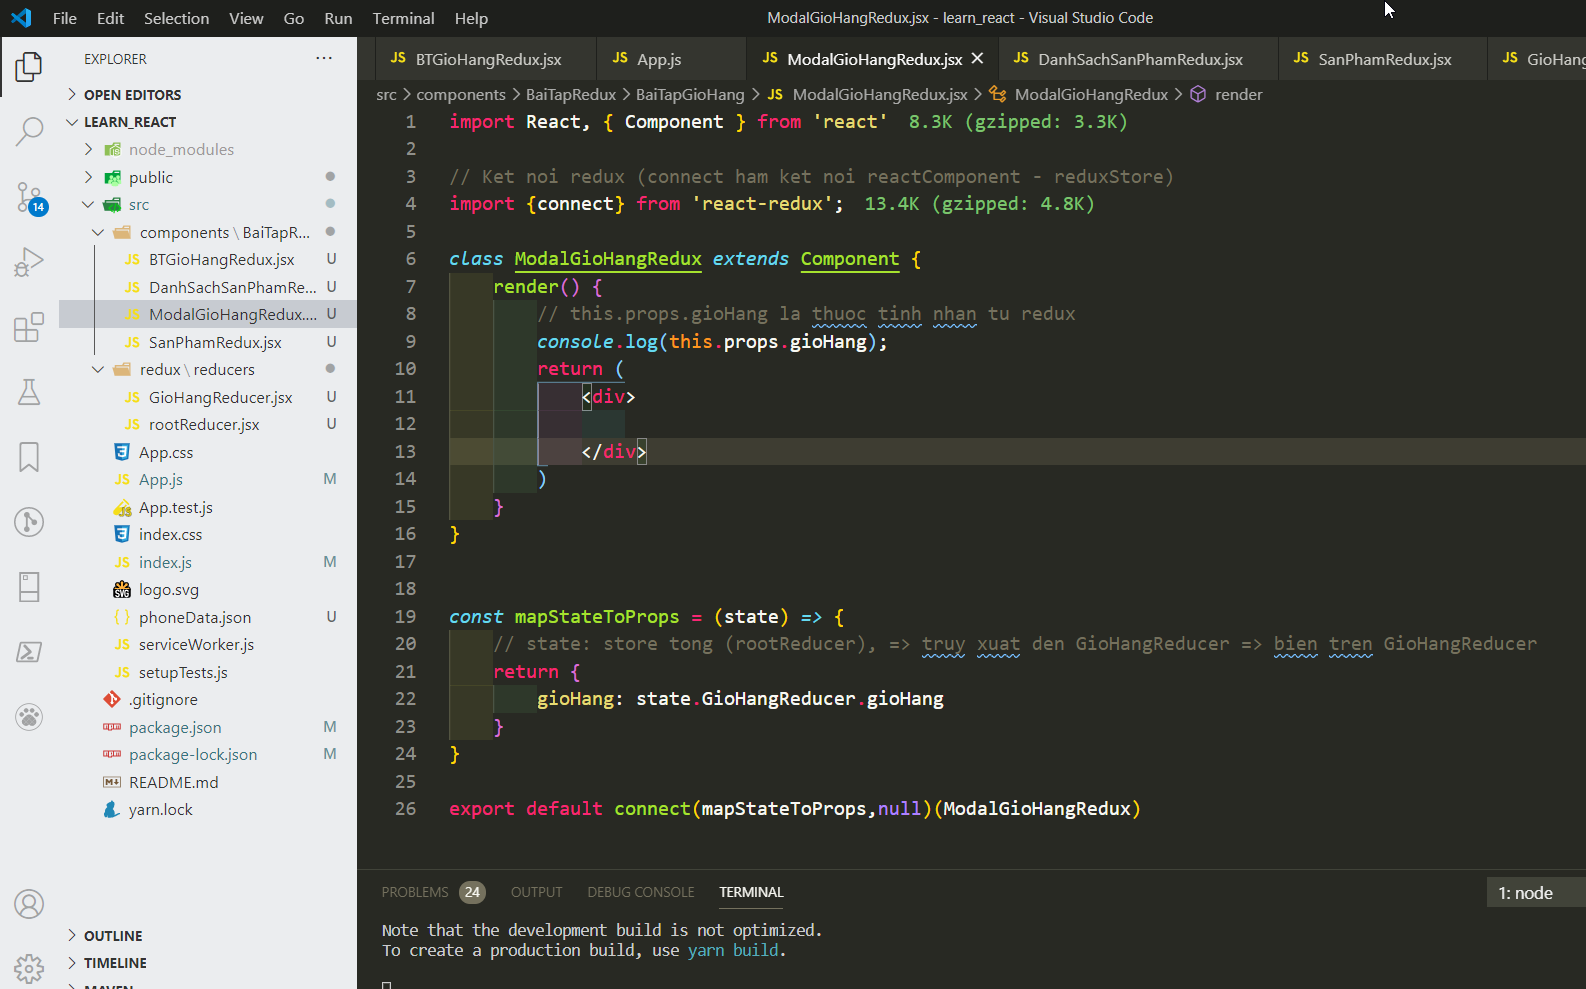 File Edit Selection View Go Run Terminal Help
ModalGioHangRedux.jsx - learn_react - Visual Studio Code
EXPLORER ...
OPEN EDITORS
LEARN_REACT
node_modules
public
src
components \ BaiTapR...
JS BTGioHangRedux.jsx U
JS DanhSachSanPhamRe... U
JS ModalGioHangRedux.... U
JS SanPhamRedux.jsx U
redux \ reducers
JS GioHangReducer.jsx U
JS rootReducer.jsx U
App.css
JS App.js M
App.test.js
index.css
JS index.js M
logo.svg
{ } phoneData.json U
JS serviceWorker.js
JS setupTests.js
.gitignore
package.json M
package-lock.json M
README.md
yarn.lock
OUTLINE
TIMELINE
MAVEN
14
JS BTGioHangRedux.jsx JS App.js JS ModalGioHangRedux.jsx JS DanhSachSanPhamRedux.jsx JS SanPhamRedux.jsx JS GioHang
src > components > BaiTapRedux > BaiTapGioHang > JS ModalGioHangRedux.jsx > ModalGioHangRedux > render
1 import React, { Component } from 'react' 8.3K (gzipped: 3.3K)
2
3 // Ket noi redux (connect ham ket noi reactComponent - reduxStore)
4 import {connect} from 'react-redux'; 13.4K (gzipped: 4.8K)
5
6 class ModalGioHangRedux extends Component {
7 render() {
8 // this.props.gioHang la thuoc tinh nhan tu redux
9 console.log(this.props.gioHang);
10 return (
11 <div>
12
13 </div>
14 )
15 }
16 }
17
18
19 const mapStateToProps = (state) => {
20 // state: store tong (rootReducer), => truy xuat den GioHangReducer => bien tren GioHangReducer
21 return {
22 gioHang: state.GioHangReducer.gioHang
23 }
24 }
25
26 export default connect(mapStateToProps,null)(ModalGioHangRedux)
PROBLEMS 24 OUTPUT DEBUG CONSOLE TERMINAL 1: node
Note that the development build is not optimized.
To create a production build, use yarn build.